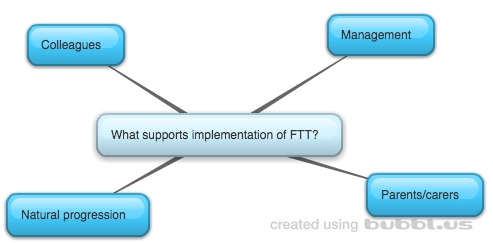 Colleagues
Management
What supports implementation of FTT?
Natural progression
Parents/carers
created using bubbl.us